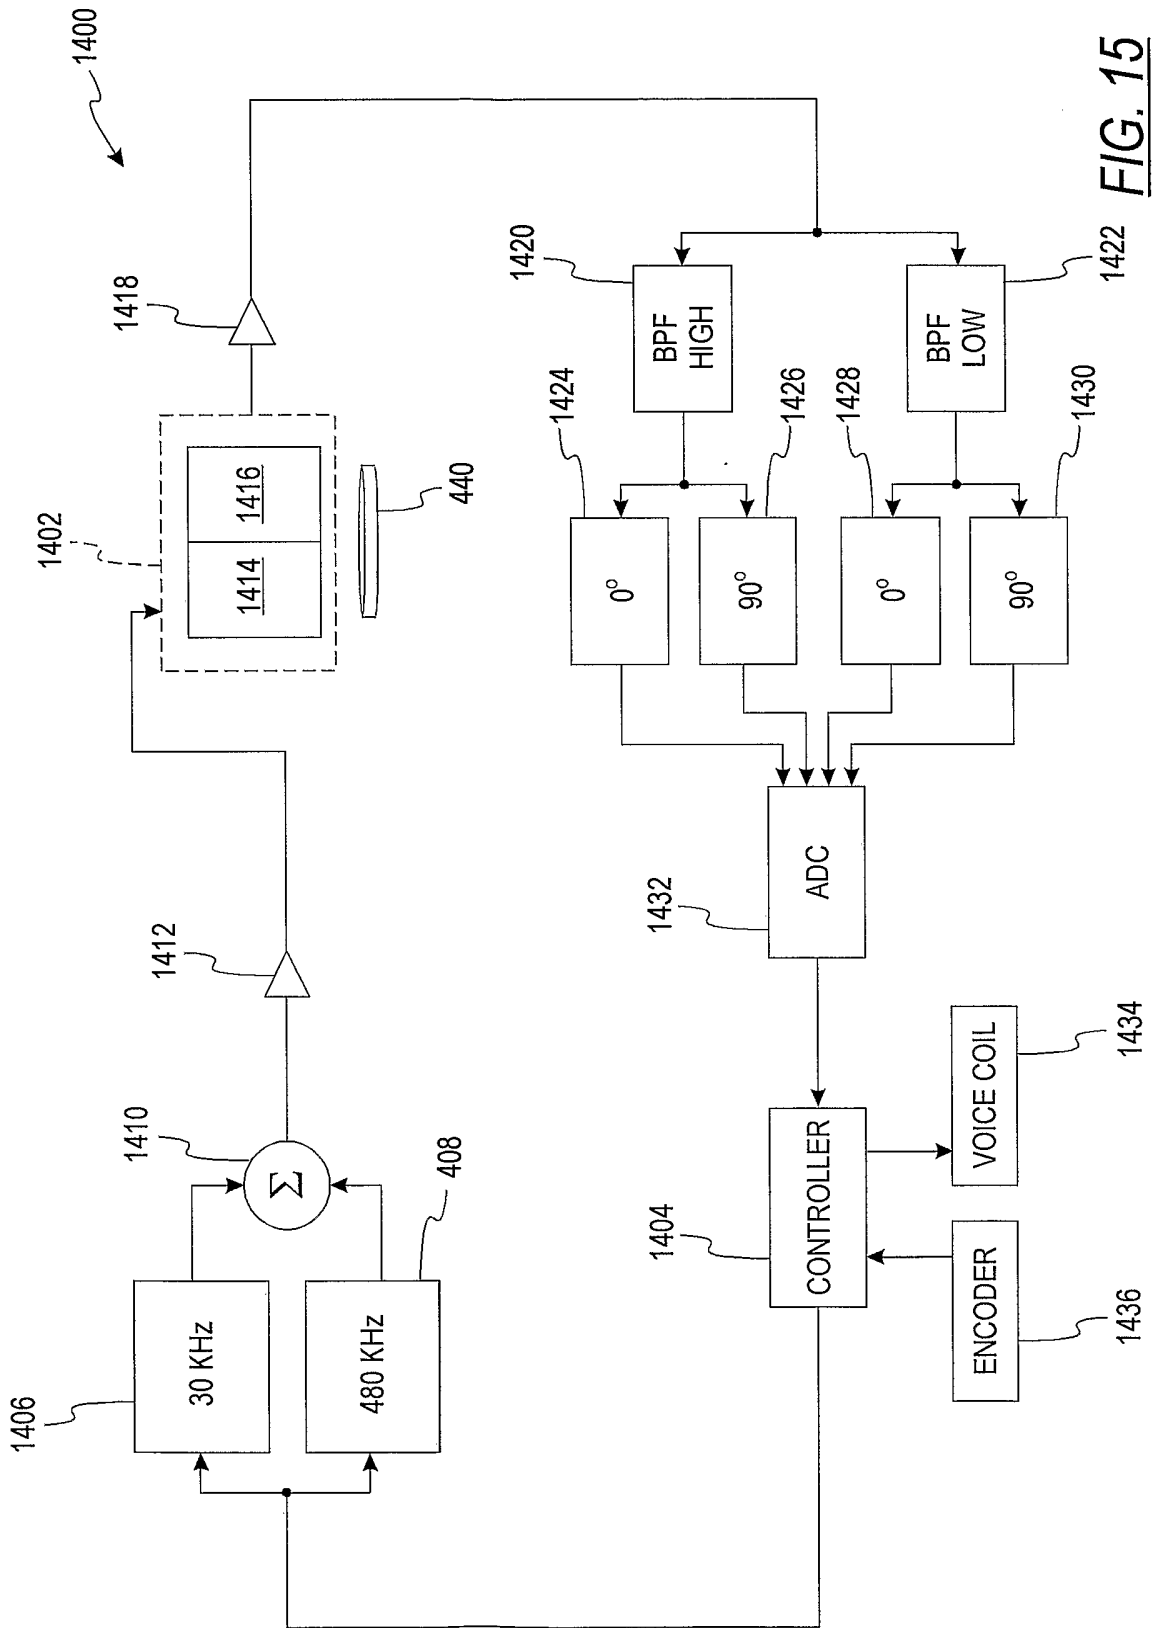 1400
1402
1418
1414
1416
440
1412
1410
Σ
1406
30 KHz
480 KHz
408
1420
BPF
HIGH
1422
BPF
LOW
1424
0°
1426
90°
1428
0°
1430
90°
1432
ADC
1404
CONTROLLER
VOICE COIL
1434
ENCODER
1436
FIG. 15